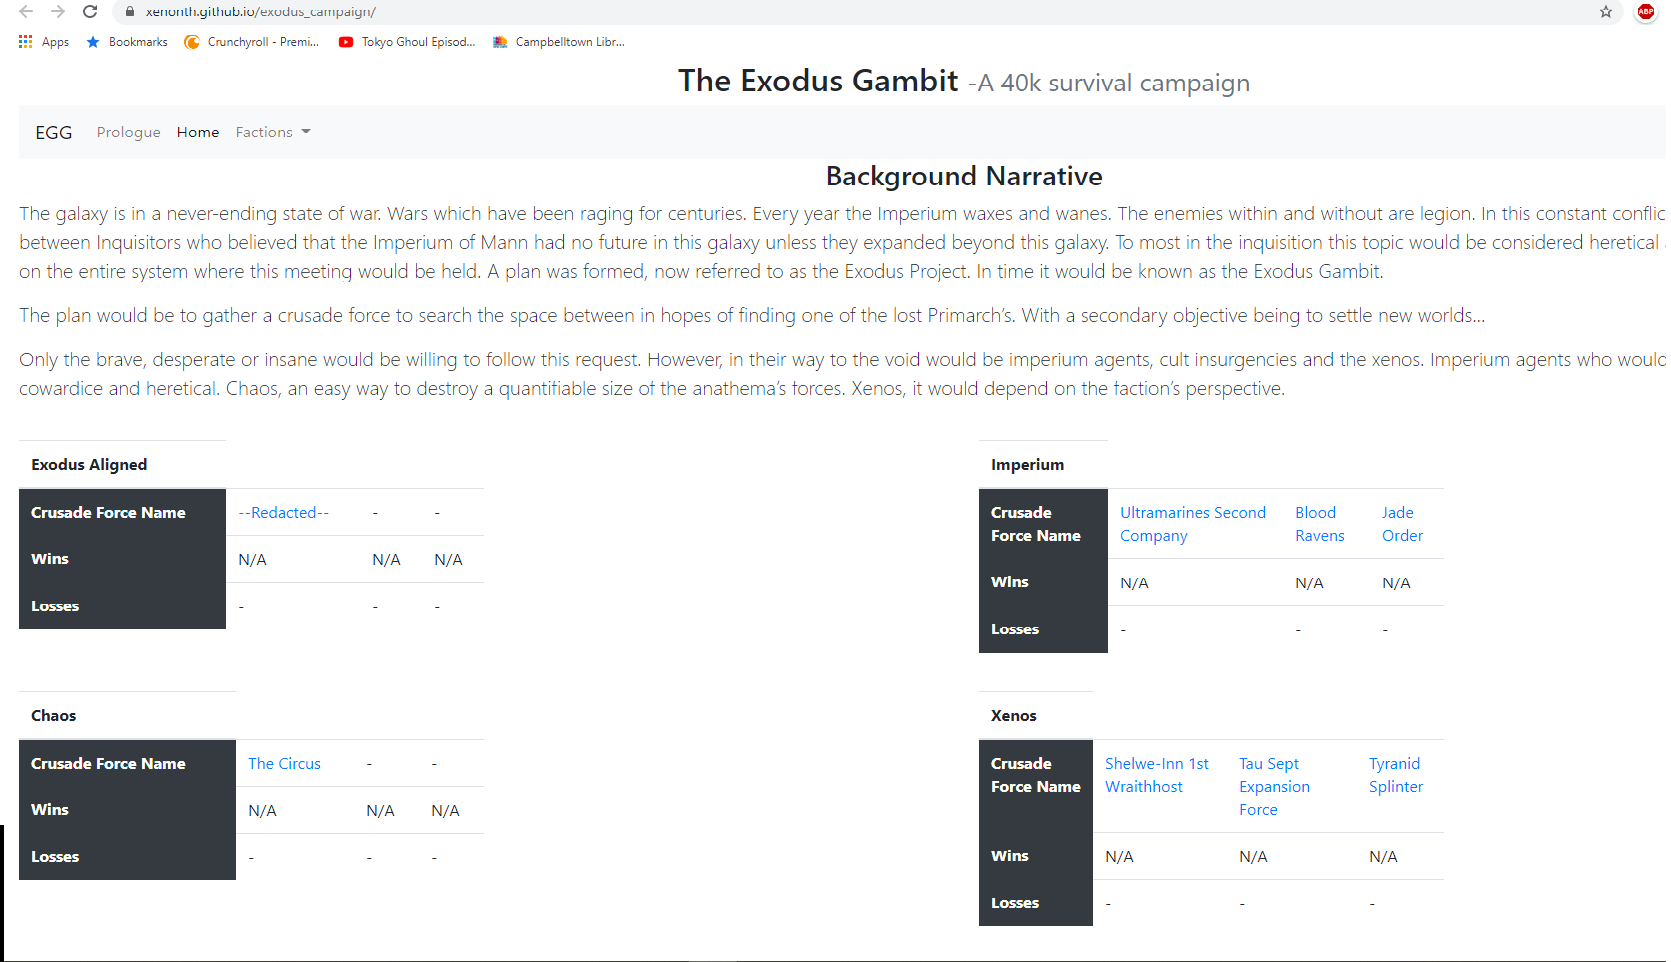 xenonth.github.io/exodus_campaign/
ABP
Apps Bookmarks Crunchyroll - Premi... Tokyo Ghoul Episod... Campbelltown Libr...
The Exodus Gambit -A 40k survival campaign
EGG Prologue Home Factions
Background Narrative
The galaxy is in a never-ending state of war. Wars which have been raging for centuries. Every year the Imperium waxes and wanes. The enemies within and without are legion. In this constant conflic
between Inquisitors who believed that the Imperium of Mann had no future in this galaxy unless they expanded beyond this galaxy. To most in the inquisition this topic would be considered heretical
on the entire system where this meeting would be held. A plan was formed, now referred to as the Exodus Project. In time it would be known as the Exodus Gambit.
The plan would be to gather a crusade force to search the space between in hopes of finding one of the lost Primarch’s. With a secondary objective being to settle new worlds...
Only the brave, desperate or insane would be willing to follow this request. However, in their way to the void would be imperium agents, cult insurgencies and the xenos. Imperium agents who would
cowardice and heretical. Chaos, an easy way to destroy a quantifiable size of the anathema’s forces. Xenos, it would depend on the faction’s perspective.
Exodus Aligned
Crusade Force Name --Redacted-- - -
Wins N/A N/A N/A
Losses - - -
Imperium
Crusade Ultramarines Second Blood Jade
Force Name Company Ravens Order
Wins N/A N/A N/A
Losses - - -
Chaos
Crusade Force Name The Circus - -
Wins N/A N/A N/A
Losses - - -
Xenos
Crusade Shelwe-Inn 1st Tau Sept Tyranid
Force Name Wraithhost Expansion Splinter
Force
Wins N/A N/A N/A
Losses - - -